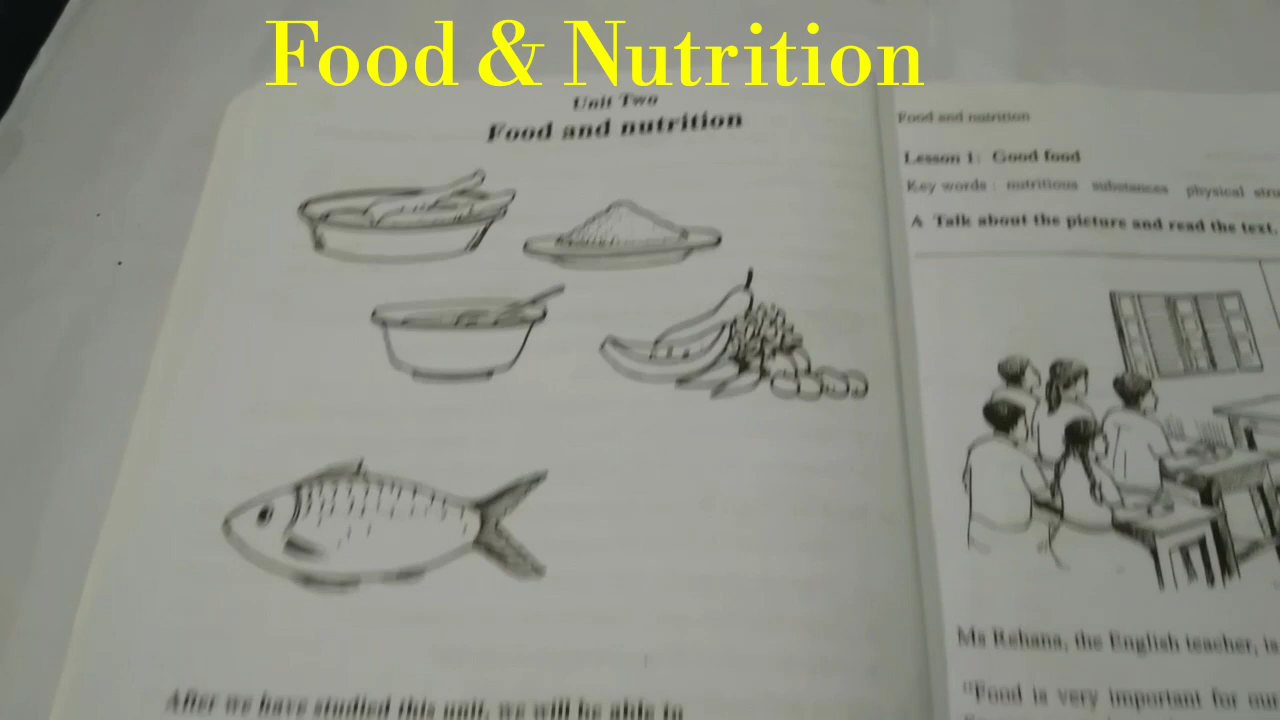 Food & Nutrition
Unit Two
Food and nutrition
After we have studied this unit, we will be able to
Food and nutrition
Lesson 1: Good food
Key words : nutritious substances physical
A Talk about the picture and read the text.
Ms Rehana, the English teacher, is
"Food is very important for our